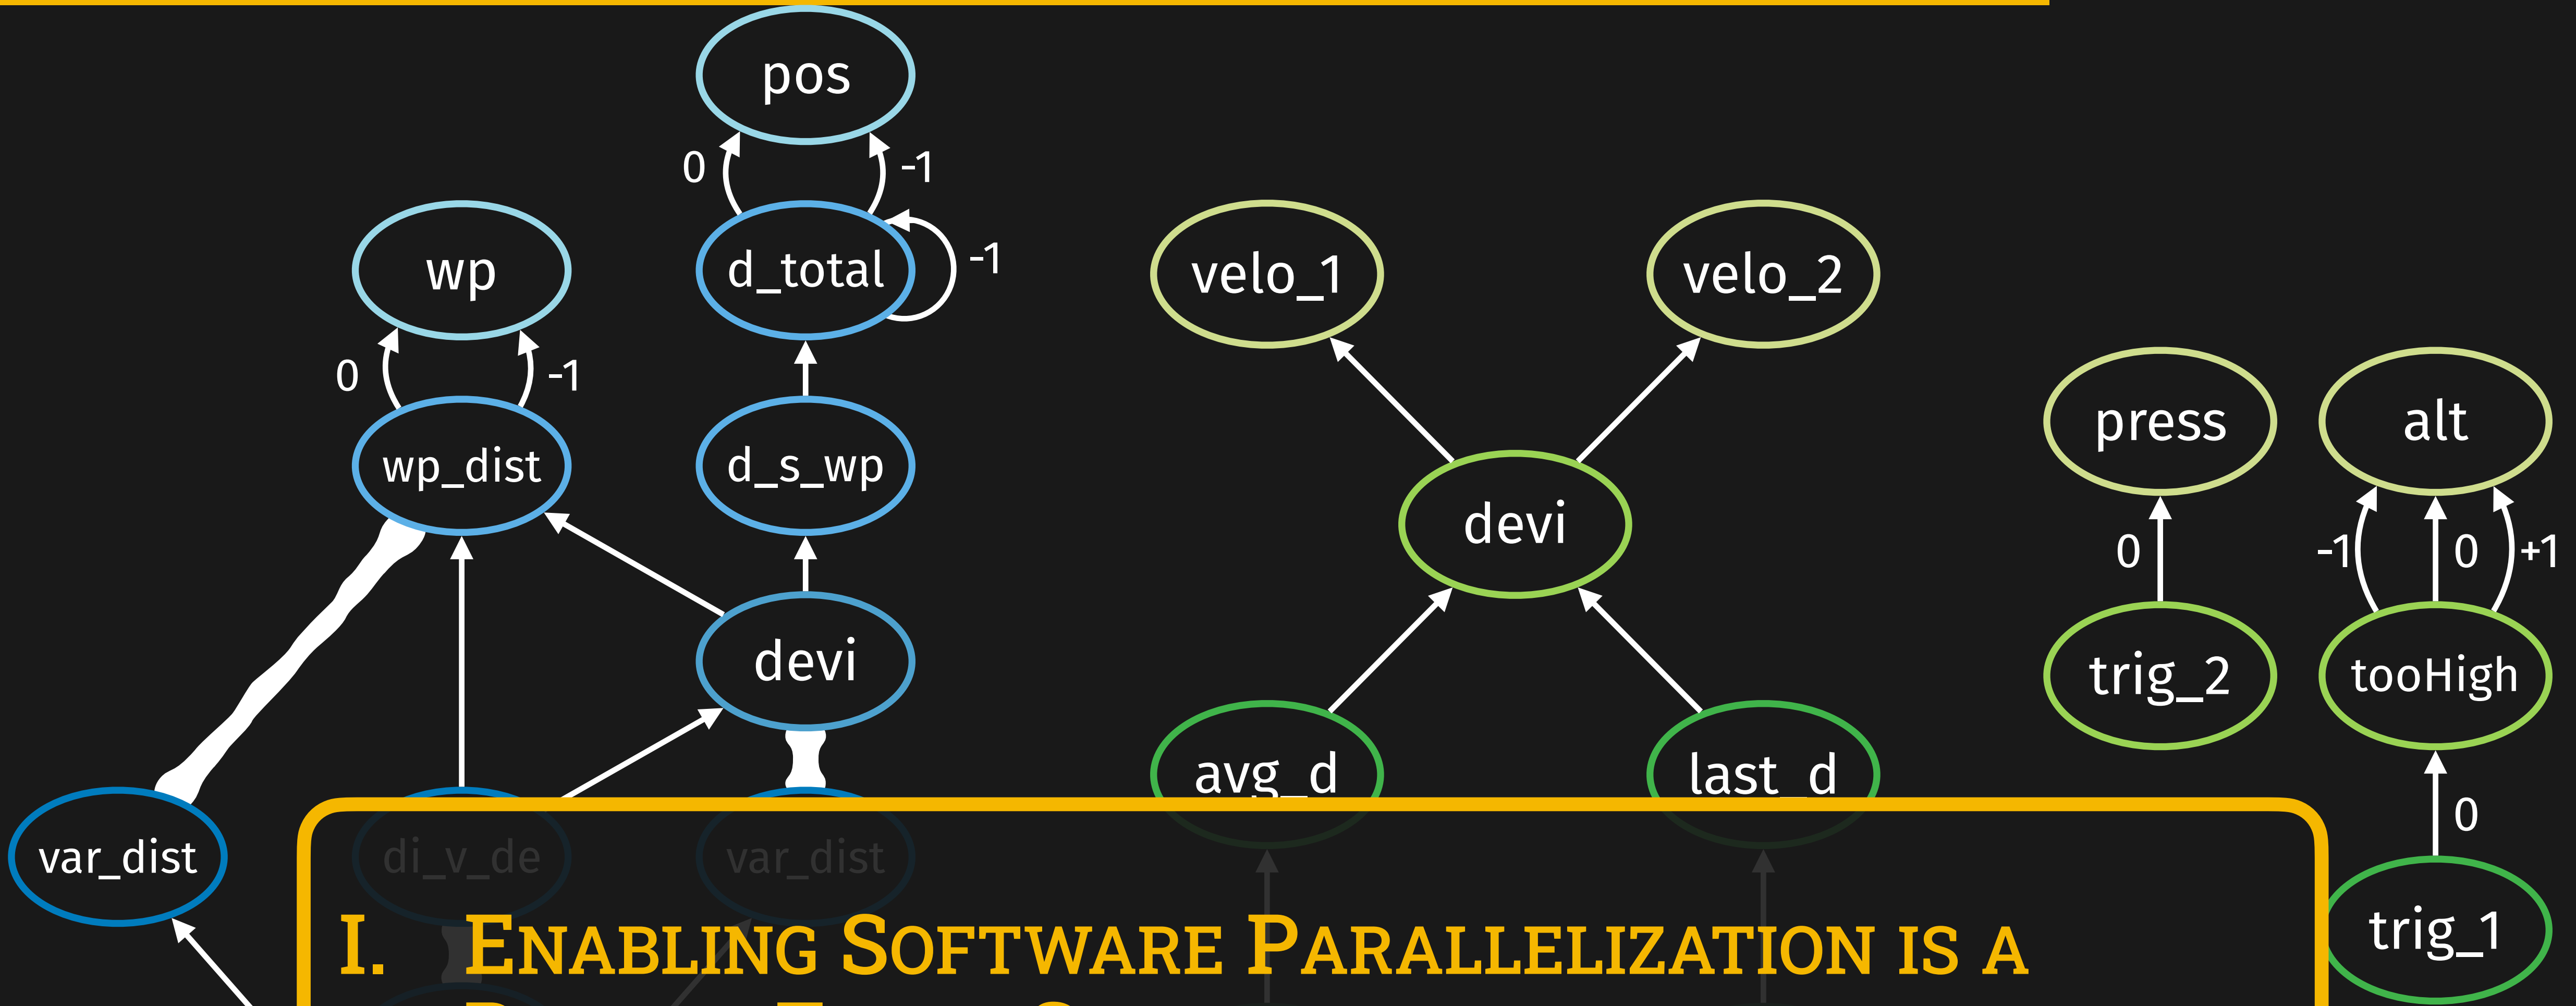 pos
0
-1
wp
d_total
-1
velo_1
velo_2
0
-1
wp_dist
d_s_wp
press
alt
devi
0
-1
0
+1
devi
trig_2
tooHigh
avg_d
last_d
0
var_dist
di_v_de
var_dist
trig_1
I. ENABLING SOFTWARE PARALLELIZATION IS A